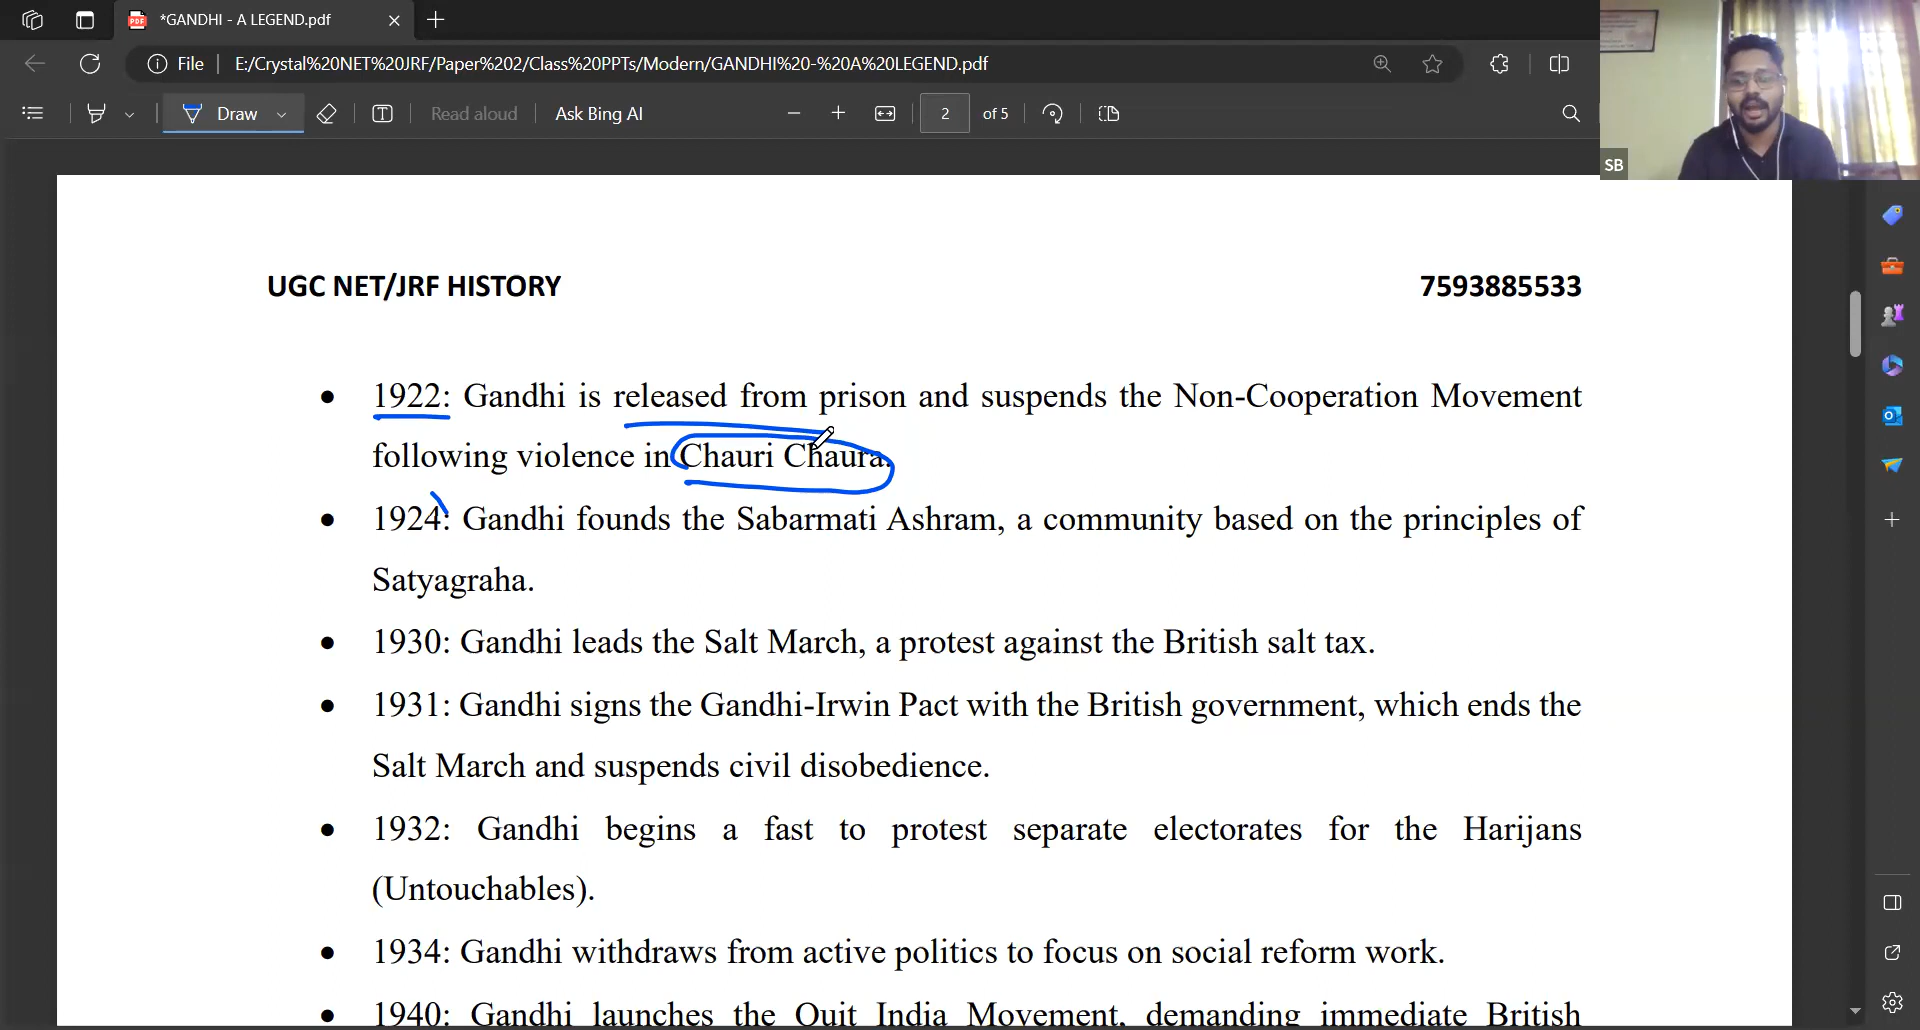 *GANDHI - A LEGEND.pdf
File
E:/Crystal%20NET%20JRF/Paper%202/Class%20PPTs/Modern/GANDHI%20-%20A%20LEGEND.pdf
Draw
Read aloud
Ask Bing AI
2 of 5
SB
UGC NET/JRF HISTORY
7593885533
• 1922: Gandhi is released from prison and suspends the Non-Cooperation Movement
following violence in Chauri Chaura.
• 1924: Gandhi founds the Sabarmati Ashram, a community based on the principles of
Satyagraha.
• 1930: Gandhi leads the Salt March, a protest against the British salt tax.
• 1931: Gandhi signs the Gandhi-Irwin Pact with the British government, which ends the
Salt March and suspends civil disobedience.
• 1932: Gandhi begins a fast to protest separate electorates for the Harijans
(Untouchables).
• 1934: Gandhi withdraws from active politics to focus on social reform work.
• 1940: Gandhi launches the Quit India Movement, demanding immediate British